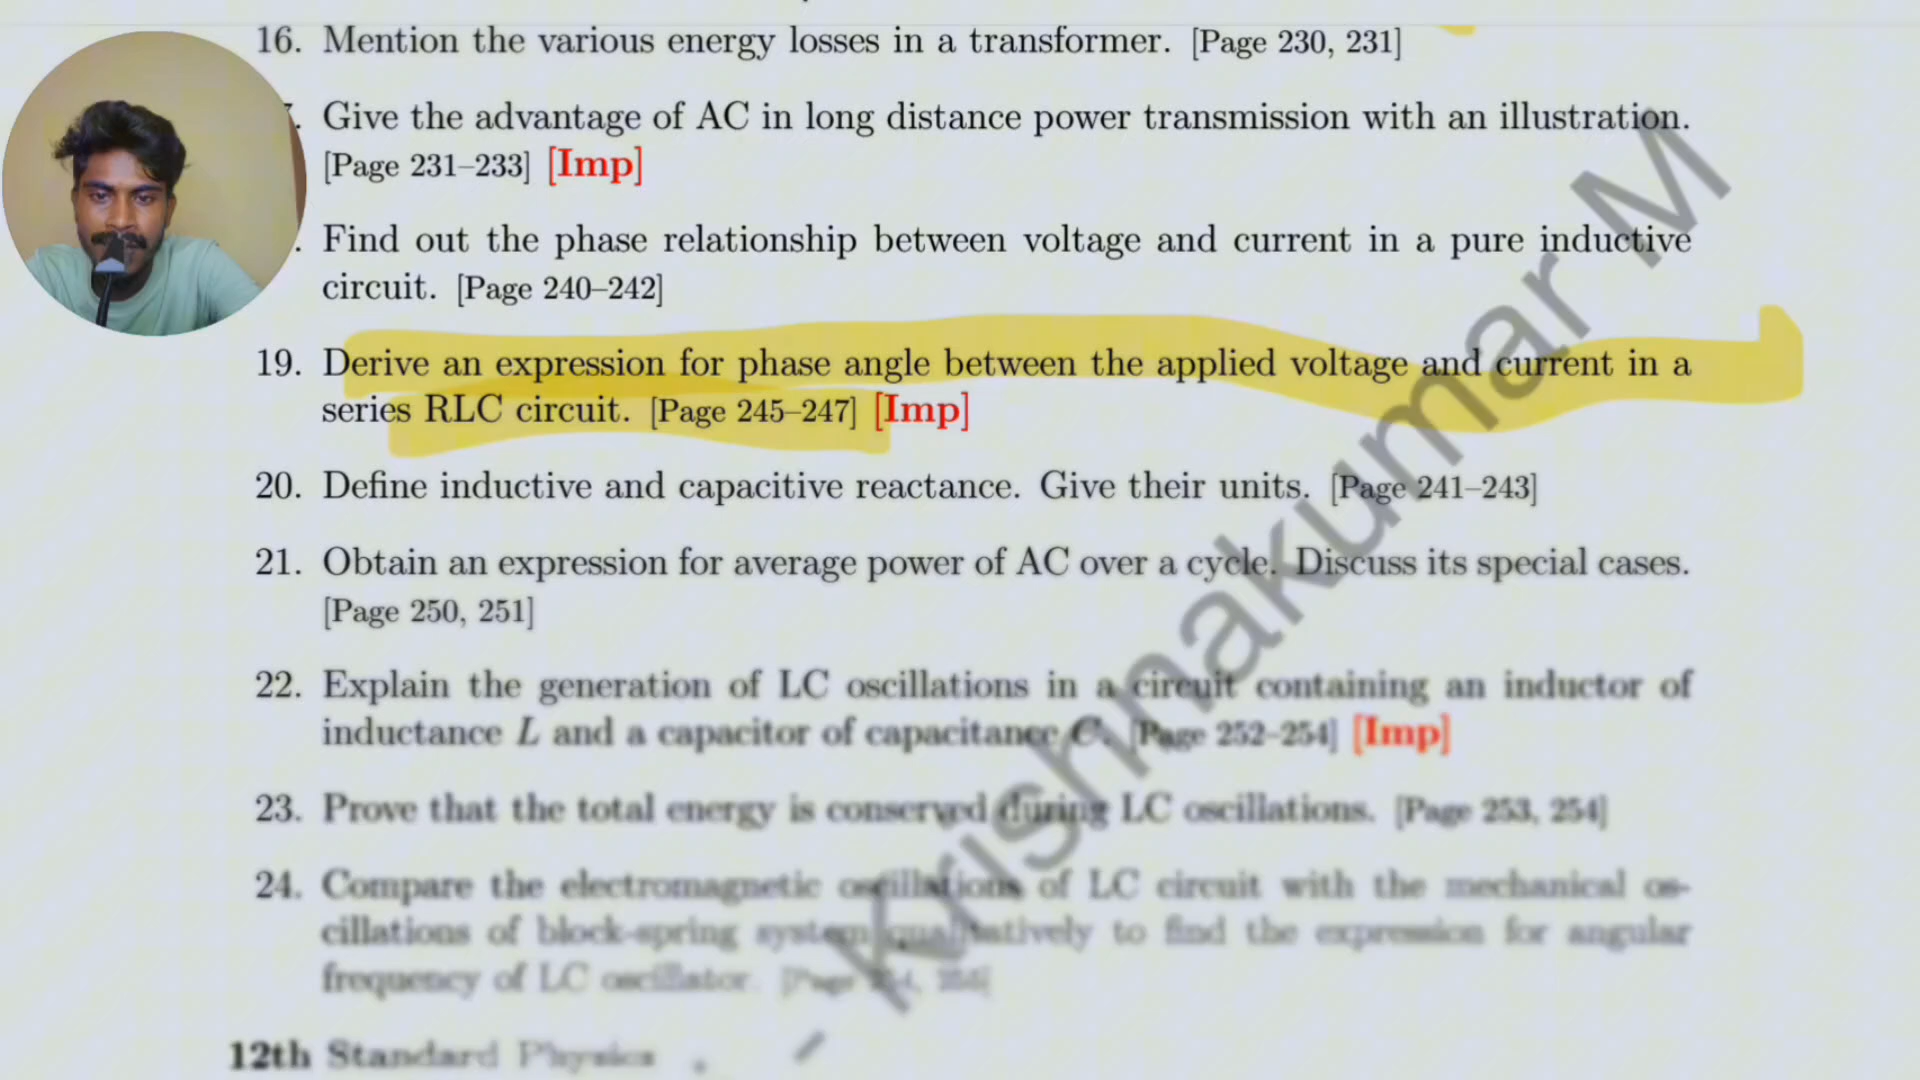 16. Mention the various energy losses in a transformer. [Page 230, 231]
. Give the advantage of AC in long distance power transmission with an illustration.
[Page 231–233] [Imp]
. Find out the phase relationship between voltage and current in a pure inductive
circuit. [Page 240–242]
19. Derive an expression for phase angle between the applied voltage and current in a
series RLC circuit. [Page 245–247] [Imp]
20. Define inductive and capacitive reactance. Give their units. [Page 241–243]
21. Obtain an expression for average power of AC over a cycle. Discuss its special cases.
[Page 250, 251]
22. Explain the generation of LC oscillations in a circuit containing an inductor of
inductance L and a capacitor of capacitance C. [Page 252–254] [Imp]
23. Prove that the total energy is conserved during LC oscillations. [Page 253, 254]
24. Compare the electromagnetic oscillations of LC circuit with the mechanical os-
cillations of block-spring system qualitatively to find the expression for angular
frequency of LC oscillator. [Page
12th Standard Physics
- Krishnakumar M